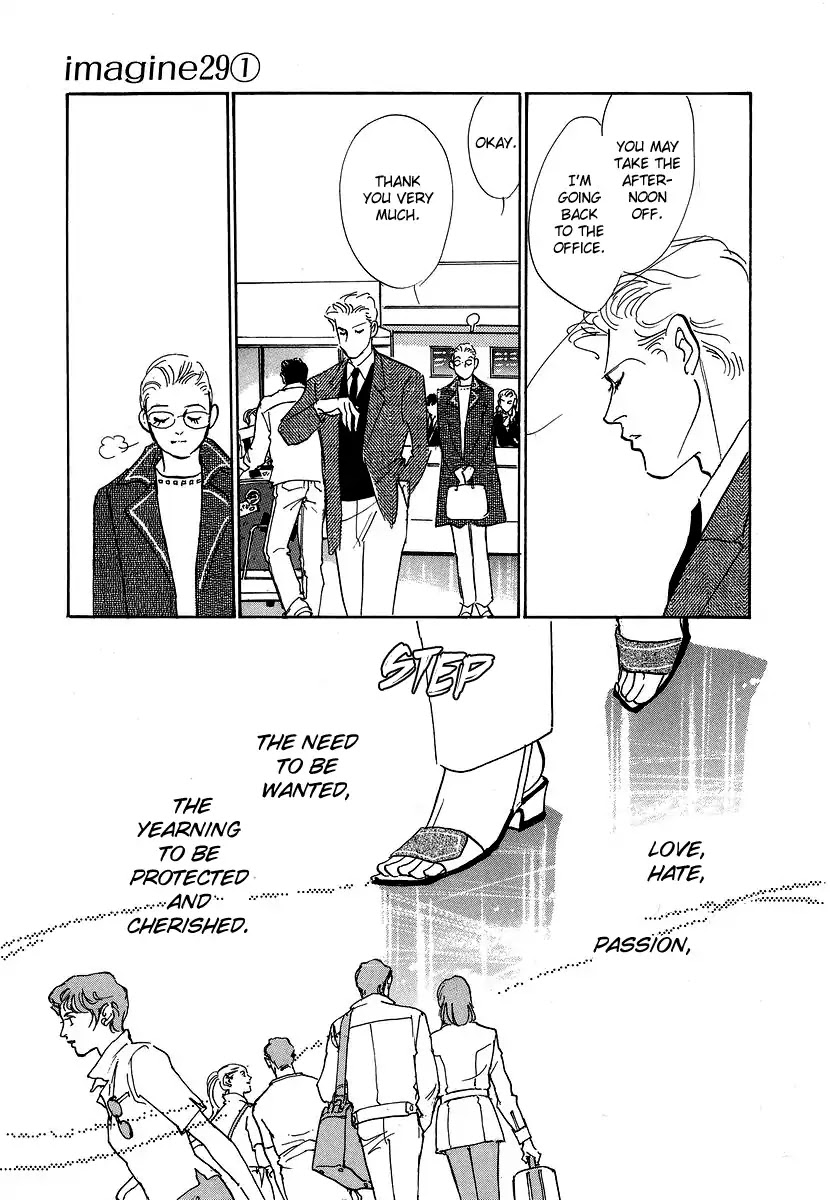 imagine29①
YOU MAY
TAKE THE
AFTER-
NOON
OFF.
I'M
GOING
BACK
TO THE
OFFICE.
OKAY.
THANK
YOU VERY
MUCH.
STEP
LOVE,
HATE,
PASSION,
THE NEED
TO BE
WANTED,
THE
YEARNING
TO BE
PROTECTED
AND
CHERISHED.